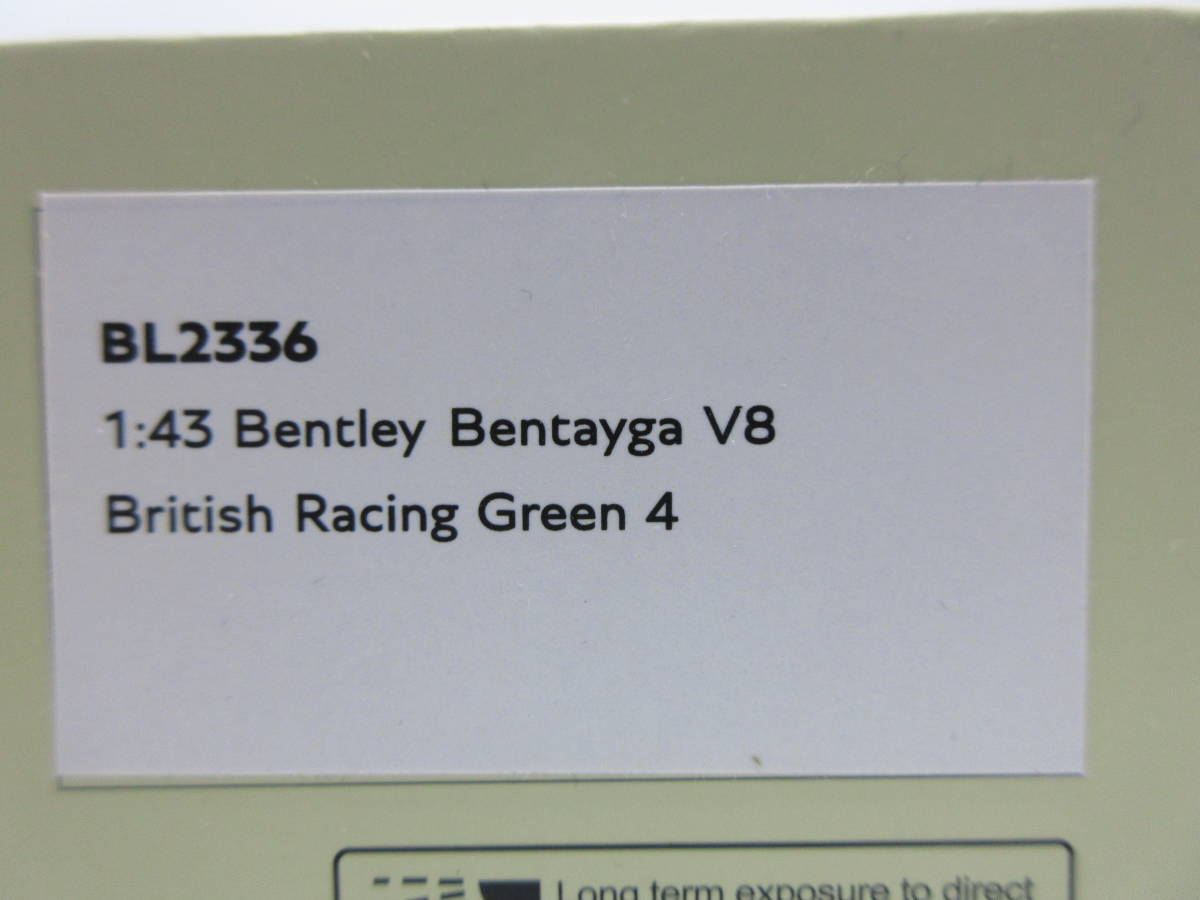 BL2336
1:43 Bentley Bentayga V8
British Racing Green 4
Long term exposure to direct